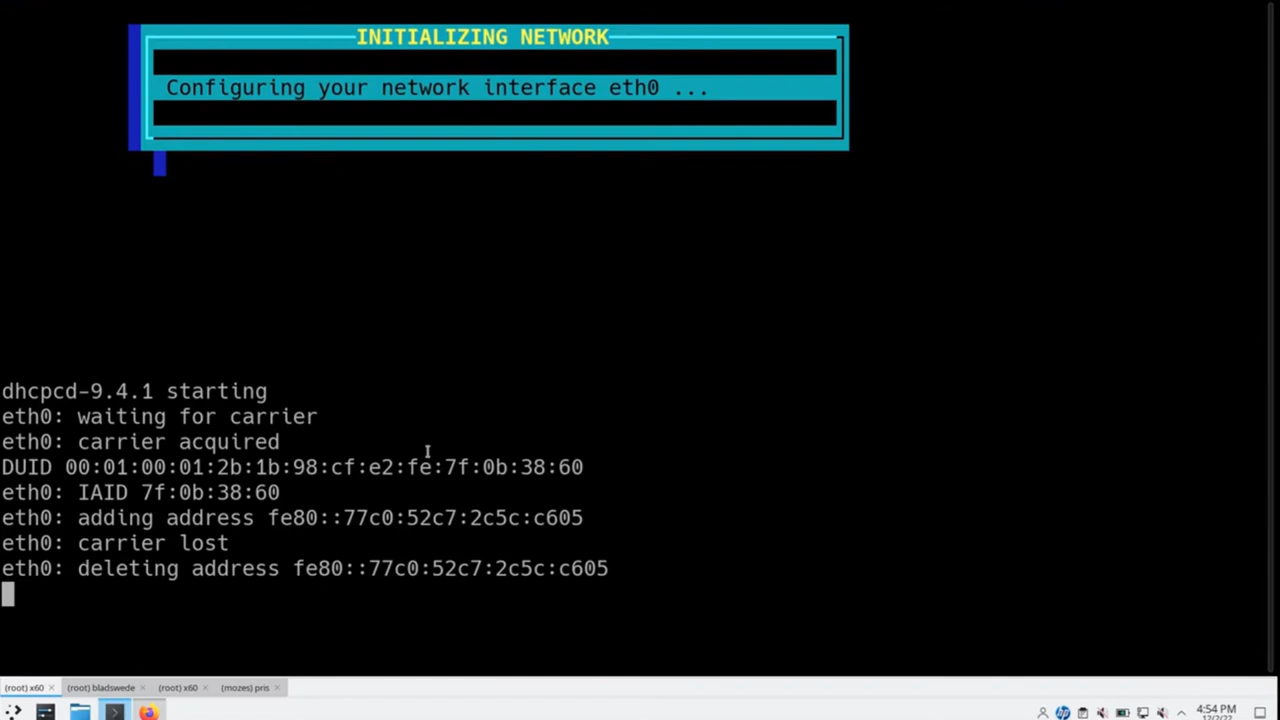 INITIALIZING NETWORK
Configuring your network interface eth0 ...
dhcpcd-9.4.1 starting
eth0: waiting for carrier
eth0: carrier acquired
DUID 00:01:00:01:2b:1b:98:cf:e2:fe:7f:0b:38:60
eth0: IAID 7f:0b:38:60
eth0: adding address fe80::77c0:52c7:2c5c:c605
eth0: carrier lost
eth0: deleting address fe80::77c0:52c7:2c5c:c605
(root) x60 (root) bladswede (root) x60 (mozes) pris
4:54 PM
12/2/22